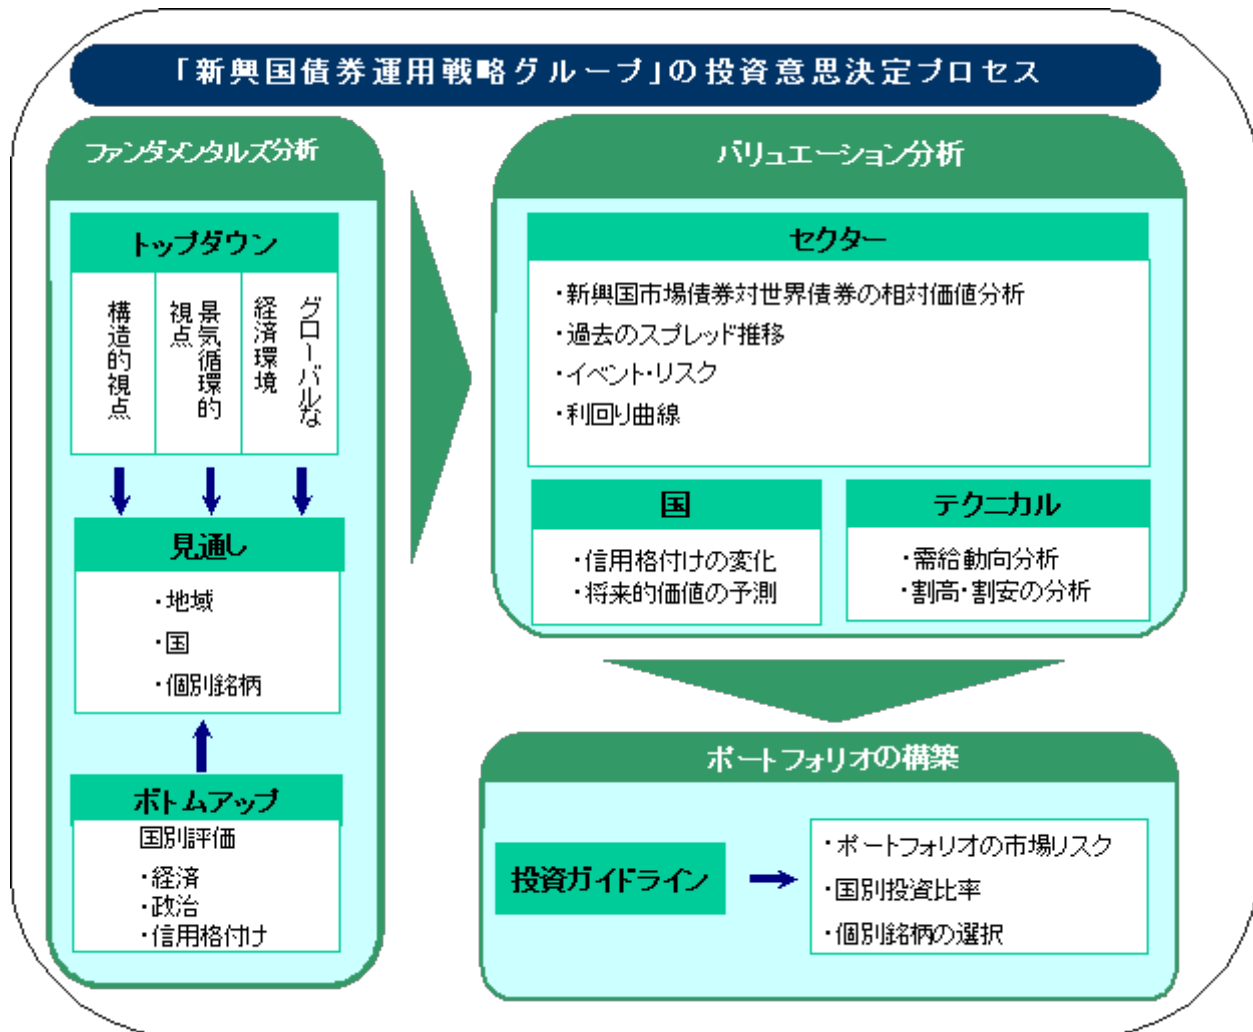 「新興国債券運用戦略グループ」の投資意思決定プロセス
ファンダメンタルズ分析
トップダウン
構造的視点
景気循環的
視点
グローバルな
経済環境
見通し
・地域
・国
・個別銘柄
ボトムアップ
国別評価
・経済
・政治
・信用格付け
バリュエーション分析
セクター
・新興国市場債券対世界債券の相対価値分析
・過去のスプレッド推移
・イベント・リスク
・利回り曲線
国
・信用格付けの変化
・将来的価値の予測
テクニカル
・需給動向分析
・割高・割安の分析
ポートフォリオの構築
投資ガイドライン
・ポートフォリオの市場リスク
・国別投資比率
・個別銘柄の選択